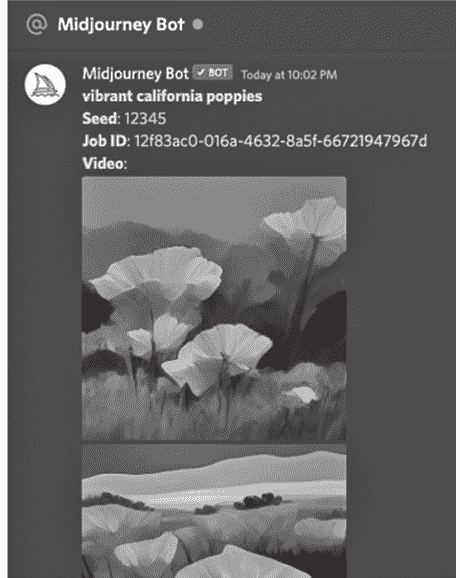 @ Midjourney Bot
Midjourney Bot ✓ BOT Today at 10:02 PM
vibrant california poppies
Seed: 12345
Job ID: 12f83ac0-016a-4632-8a5f-66721947967d
Video: